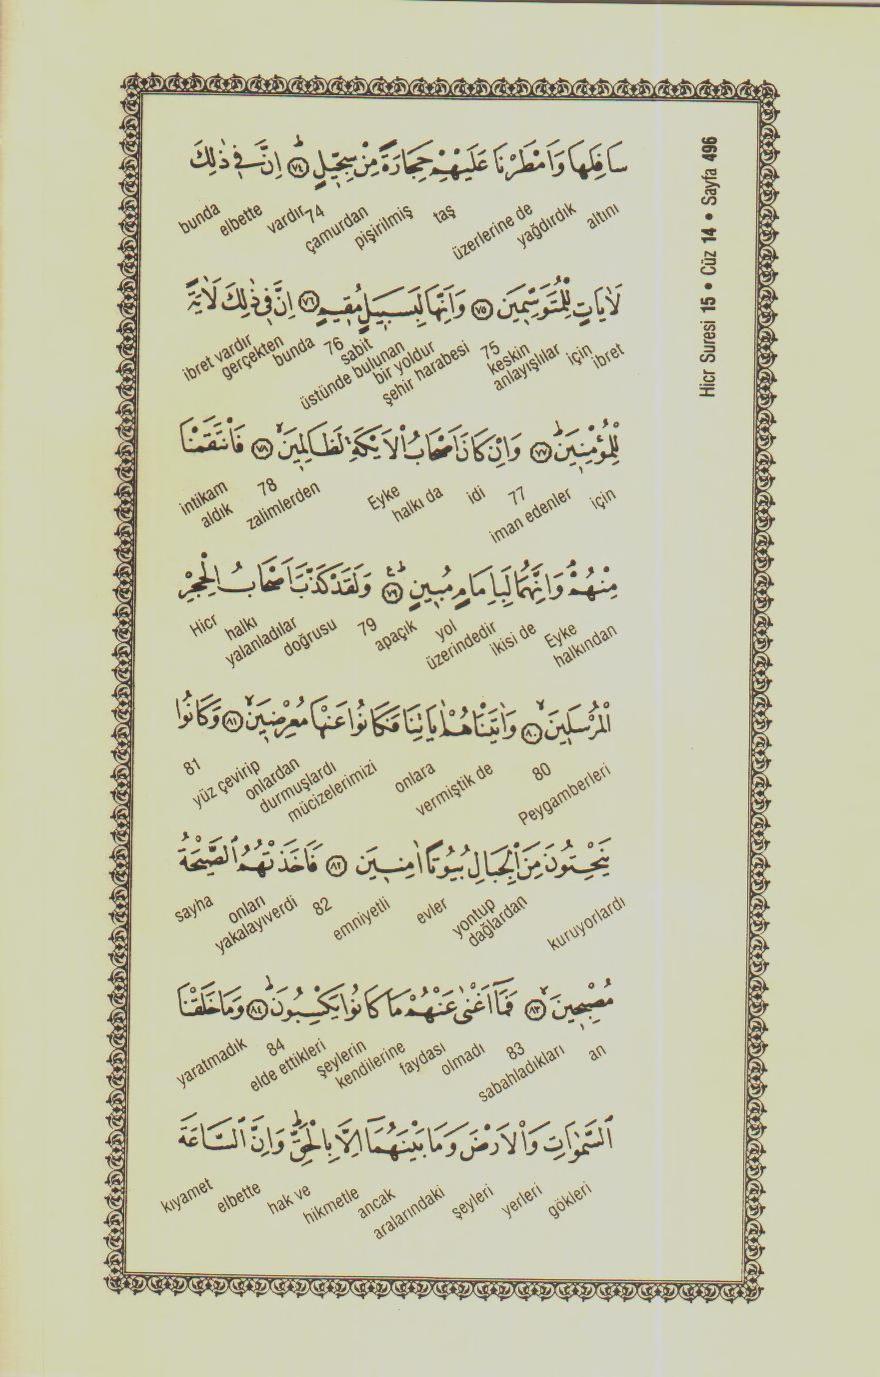 Hicr Suresi 15 • Cüz 14 • Sayfa 496
سَافِلَهَا وَاَمْطَرْنَا عَلَيْهِمْ حِجَارَةً مِنْ سِجّ۪يلٍۜ ﴿٧٤﴾ اِنَّ ف۪ي ذٰلِكَ
altını yağdırdık üzerlerine de taş pişirilmiş çamurdan 74 vardır elbette bunda
لَاٰيَاتٍ لِلْمُتَوَسِّم۪ينَ ﴿٧٥﴾ وَاِنَّهَا لَبِسَب۪يلٍ مُق۪يمٍ ﴿٧٦﴾ اِنَّ ف۪ي ذٰلِكَ لَاٰيَةً
ibret için anlayışlılar keskin 75 şehir harabesi bir yoldur üstünde bulunan sabit 76 bunda gerçekten ibret vardır
لِلْمُؤْمِن۪ينَۜ ﴿٧٧﴾ وَاِنْ كَانَ اَصْحَابُ الْاَيْكَةِ لَظَالِم۪ينَۙ ﴿٧٨﴾ فَانْتَقَمْنَا
için iman edenler 77 idi halkı da Eyke zalimlerden 78 aldık intikam
مِنْهُمْۢ وَاِنَّهُمَا لَبِاِمَامٍ مُب۪ينٍۜ ﴿٧٩﴾ وَلَقَدْ كَذَّبَ اَصْحَابُ الْحِجْرِ
halkından Eyke ikisi de üzerindedir yol apaçık 79 doğrusu yalanladılar halkı Hicr
الْمُرْسَل۪ينَۙ ﴿٨٠﴾ وَاٰتَيْنَاهُمْ اٰيَاتِنَا فَكَانُوا عَنْهَا مُعْرِض۪ينَۙ ﴿٨١﴾ وَكَانُوا
Peygamberleri 80 vermiştik de onlara mücizelerimizi durmuşlardı onlardan yüz çevirip 81
يَنْحِتُونَ مِنَ الْجِبَالِ بُيُوتًا اٰمِن۪ينَ ﴿٨٢﴾ فَاَخَذَتْهُمُ الصَّيْحَةُ
kuruyorlardı dağlardan yontup evler emniyetli 82 yakalayıverdi onları sayha
مُصْبِح۪ينَۙ ﴿٨٣﴾ فَمَٓا اَغْنٰى عَنْهُمْ مَا كَانُوا يَكْسِبُونَۜ ﴿٨٤﴾ وَمَا خَلَقْنَا
an sabahladıkları 83 olmadı faydası kendilerine şeylerin elde ettikleri 84 yaratmadık
السَّمٰوَاتِ وَالْاَرْضَ وَمَا بَيْنَهُمَٓا اِلَّا بِالْحَقِّۜ وَاِنَّ السَّاعَةَ
gökleri yerleri şeyleri aralarındaki ancak hikmetle hak ve elbette kıyamet